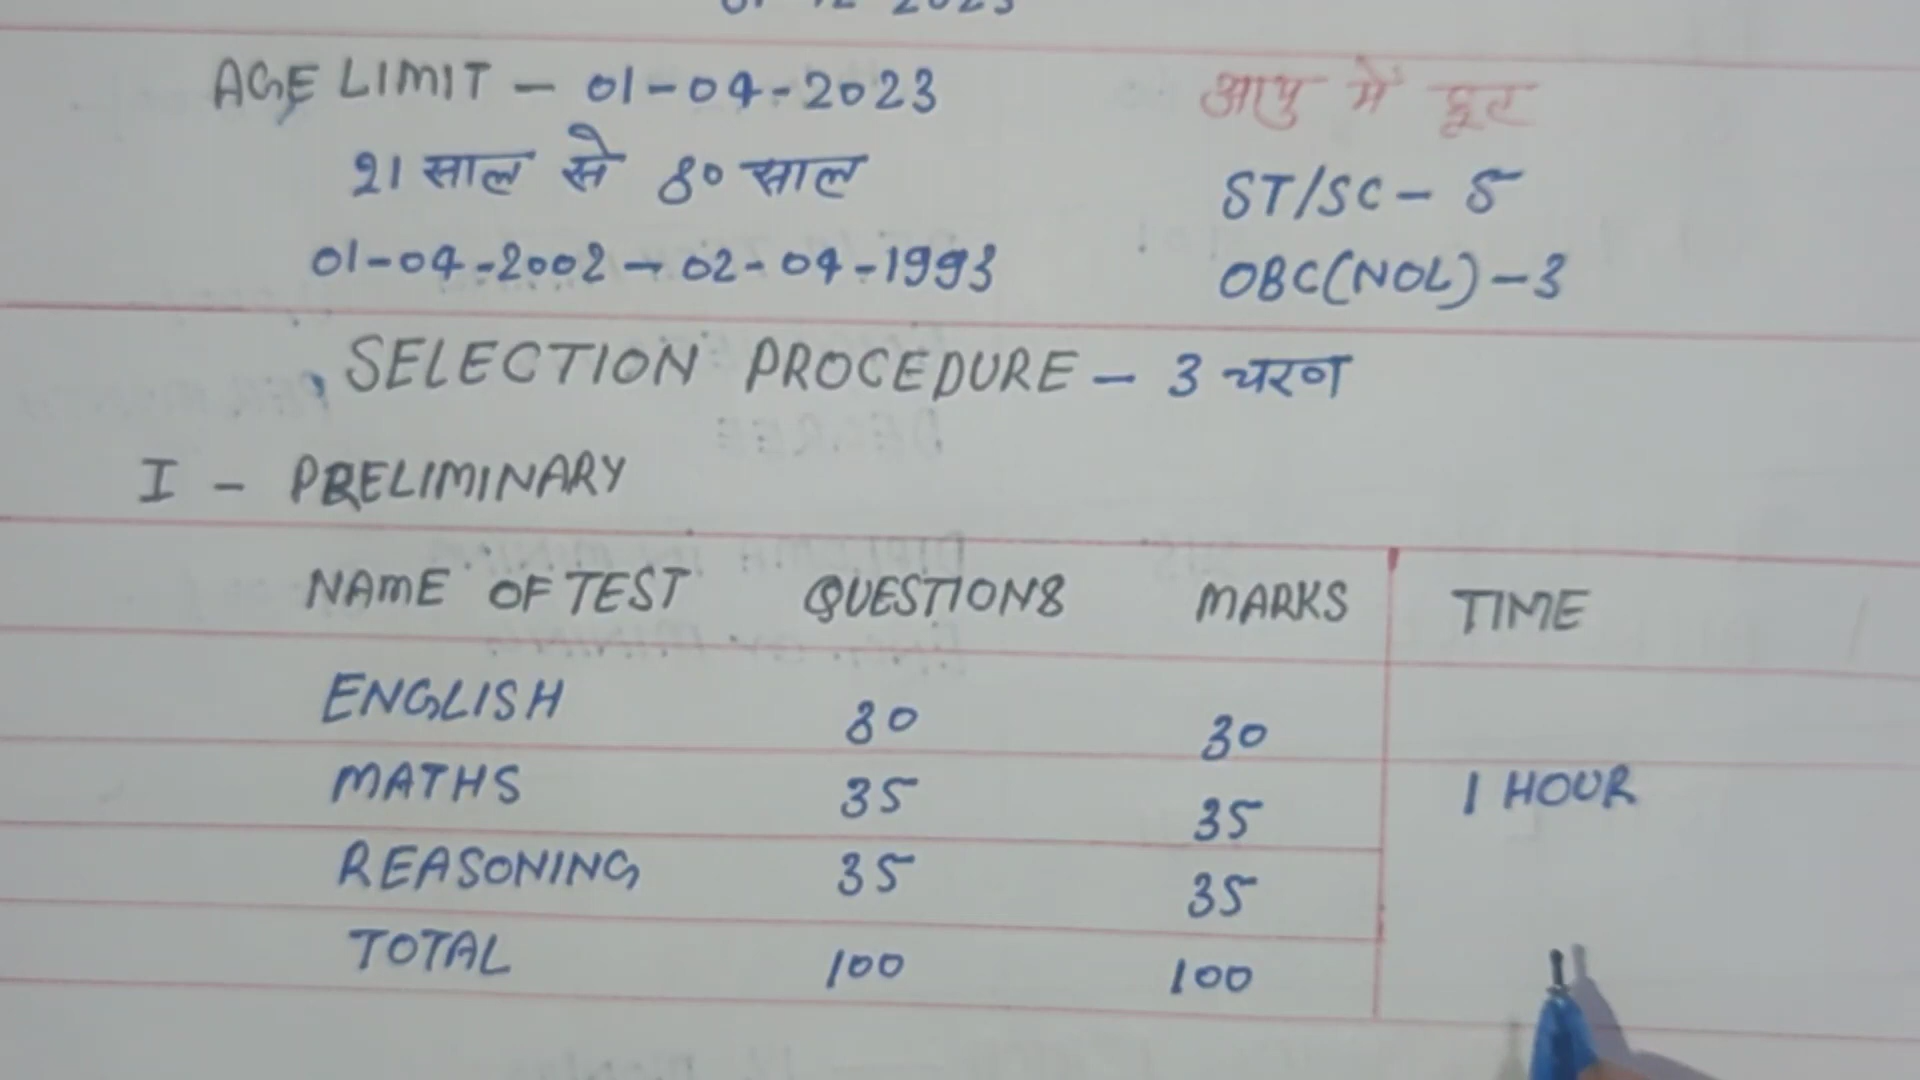 AGE LIMIT - 01-04-2023
आयु में छूट
21 साल से 30 साल
ST/SC - 5
01-04-2002 - 02-04-1993
OBC(NCL) - 3
SELECTION PROCEDURE - 3 चरण
I - PRELIMINARY
NAME OF TEST QUESTIONS MARKS TIME
ENGLISH 30 30
MATHS 35 35 1 HOUR
REASONING 35 35
TOTAL 100 100